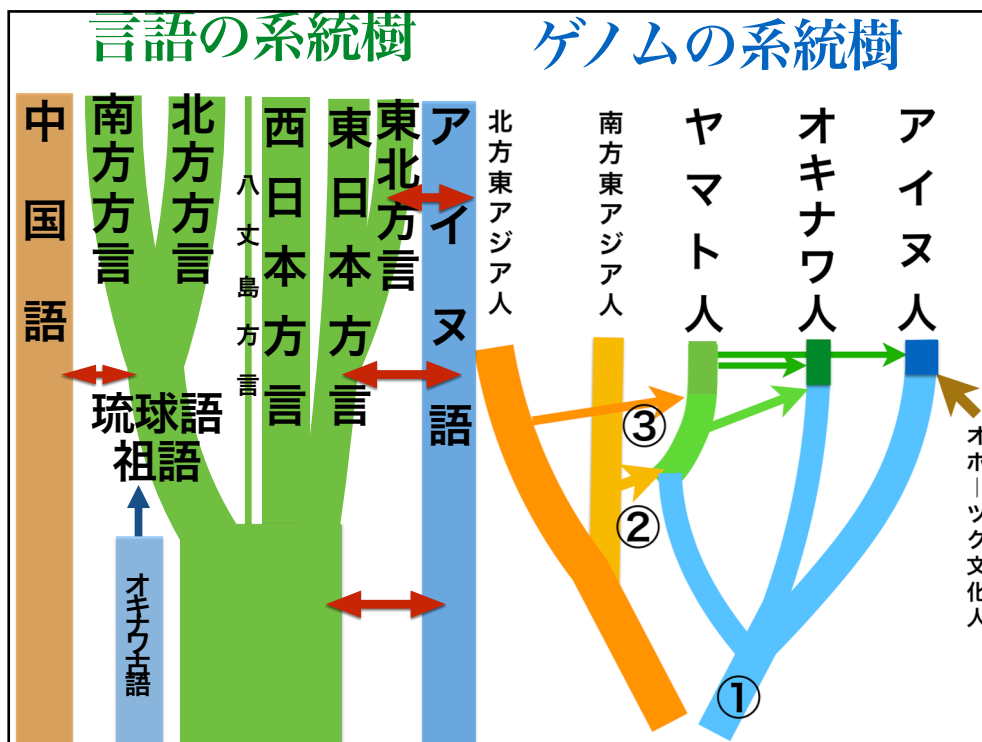 言語の系統樹
ゲノムの系統樹
中国語
南方方言
北方方言
八丈島方言
西日本方言
東日本方言
東北方言
アイヌ語
琉球語
祖語
オキナワ古語
北方東アジア人
南方東アジア人
ヤマト人
オキナワ人
アイヌ人
③
②
①
オホーツク文化人